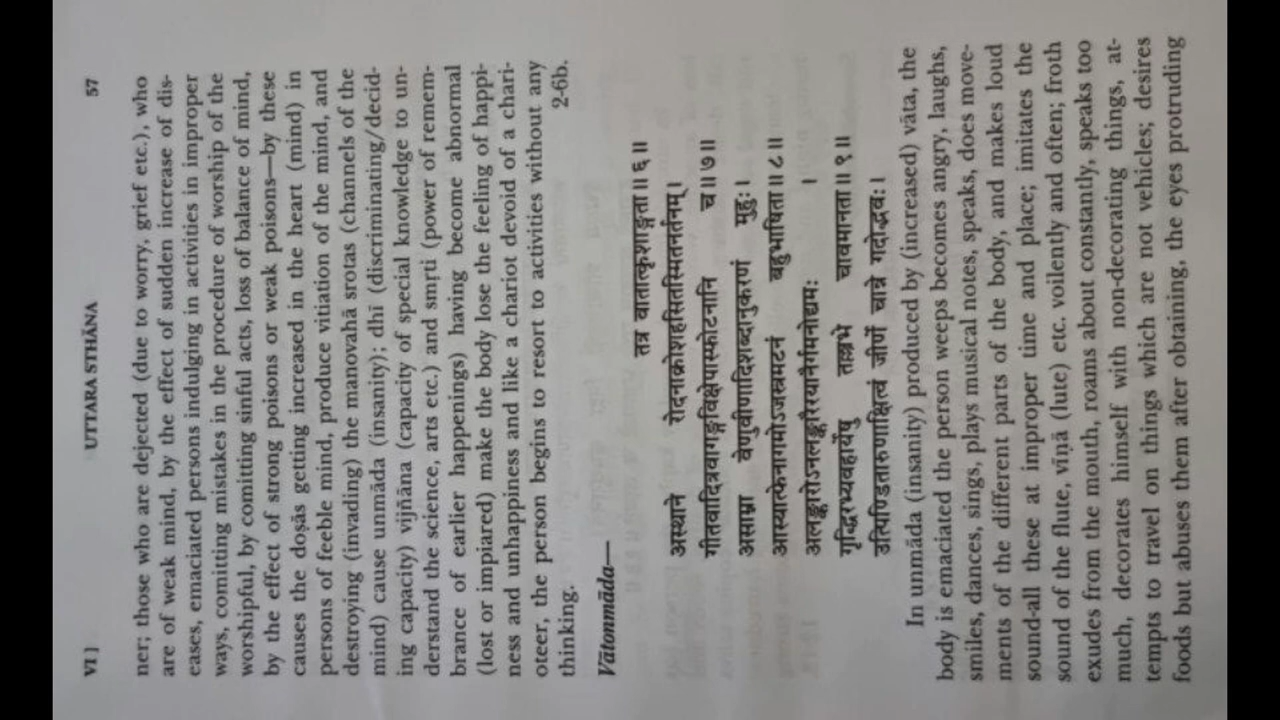 VI ] UTTARA STHĀNA 57
ner; those who are dejected (due to worry, grief etc.), who
are of weak mind, by the effect of sudden increase of dis-
eases, emaciated persons indulging in activities in improper
ways, comitting mistakes in the procedure of worship of the
worshipful, by comitting sinful acts, loss of balance of mind,
by the effect of strong poisons or weak poisons—by these
causes the doṣās getting increased in the heart (mind) in
persons of feeble mind, produce vitiation of the mind, and
destroying (invading) the manovahā srotas (channels of the
mind) cause unmāda (insanity); dhī (discriminating/decid-
ing capacity) vijñāna (capacity of special knowledge to un-
derstand the science, arts etc.) and smṛti (power of remem-
brance of earlier happenings) having become abnormal
(lost or impiared) make the body lose the feeling of happi-
ness and unhappiness and like a chariot devoid of a chari-
oteer, the person begins to resort to activities without any
thinking. 2-6b.
Vātonmāda—
तत्र वातात्कृशाङ्गता॥६॥
अस्थाने रोदनाक्रोशहसितस्मितनर्तनम्।
गीतवादित्रवागङ्गविक्षेपास्फोटनानि च॥७॥
असाम्ना वेणुवीणादिशब्दानुकरणं मुहुः।
आस्यात्फेनागमोऽजस्रमटनं बहुभाषिता॥८॥
अलङ्कारोऽनलङ्कारैरयानैर्गमनोद्यमः।
गृद्धिरभ्यवहार्येषु तल्लाभे चावमानता॥९॥
उत्पिण्डितारुणाक्षित्वं जीर्णे चान्ने गदोद्भवः।
In unmāda (insanity) produced by (increased) vāta, the
body is emaciated the person weeps becomes angry, laughs,
smiles, dances, sings, plays musical notes, speaks, does move-
ments of the different parts of the body, and makes loud
sound-all these at improper time and place; imitates the
sound of the flute, vīṇā (lute) etc. voilently and often; froth
exudes from the mouth, roams about constantly, speaks too
much, decorates himself with non-decorating things, at-
tempts to travel on things which are not vehicles; desires
foods but abuses them after obtaining, the eyes protruding